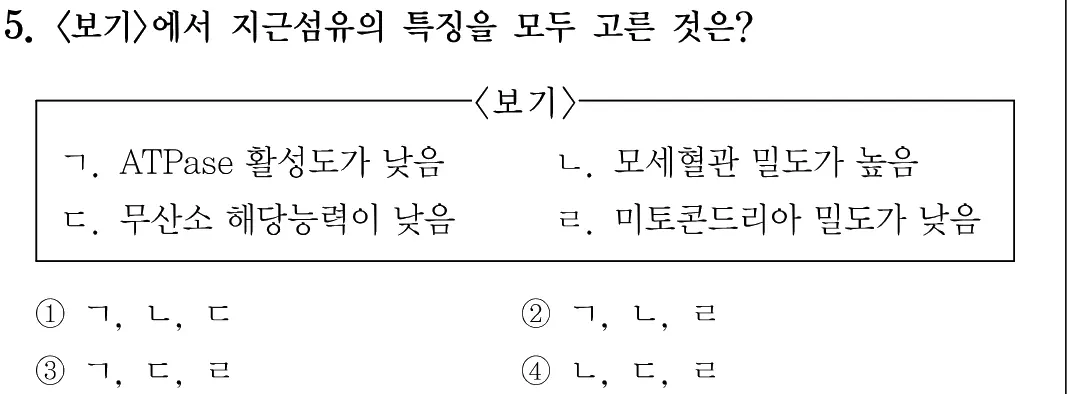 5. 〈보기〉에서 지근섬유의 특징을 모두 고른 것은?
〈보기〉
ㄱ. ATPase 활성도가 낮음 ㄴ. 모세혈관 밀도가 높음
ㄷ. 무산소 해당능력이 낮음 ㄹ. 미토콘드리아 밀도가 낮음
① ㄱ, ㄴ, ㄷ ② ㄱ, ㄴ, ㄹ
③ ㄱ, ㄷ, ㄹ ④ ㄴ, ㄷ, ㄹ